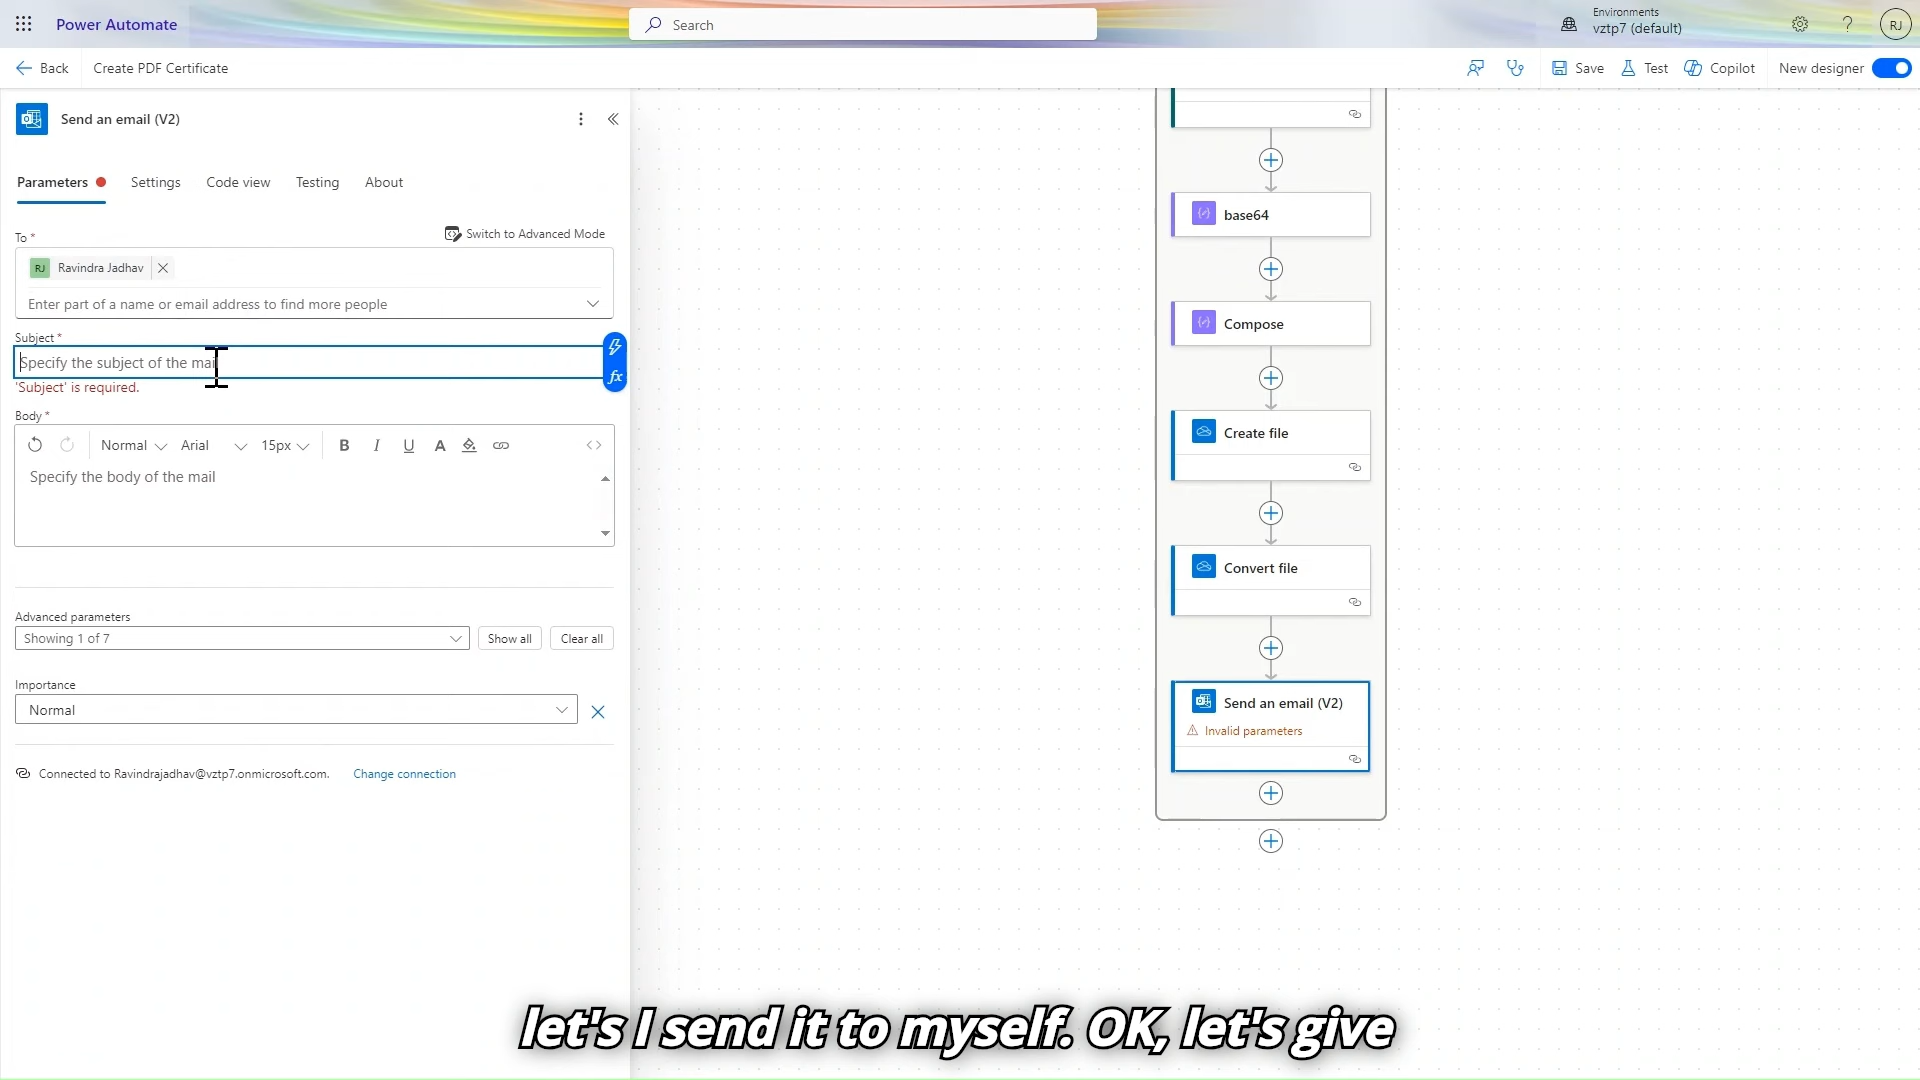 Power Automate
Search
Environments
vztp7 (default)
RJ
Back
Create PDF Certificate
Save
Test
Copilot
New designer
Send an email (V2)
Parameters
Settings
Code view
Testing
About
To *
Switch to Advanced Mode
RJ
Ravindra Jadhav
Enter part of a name or email address to find more people
Subject *
Specify the subject of the mail
fx
'Subject' is required.
Body *
Normal
Arial
15px
B
I
U
A
Specify the body of the mail
Advanced parameters
Showing 1 of 7
Show all
Clear all
Importance
Normal
Connected to Ravindrajadhav@vztp7.onmicrosoft.com.
Change connection
base64
Compose
Create file
Convert file
Send an email (V2)
Invalid parameters
let's I send it to myself. OK, let's give